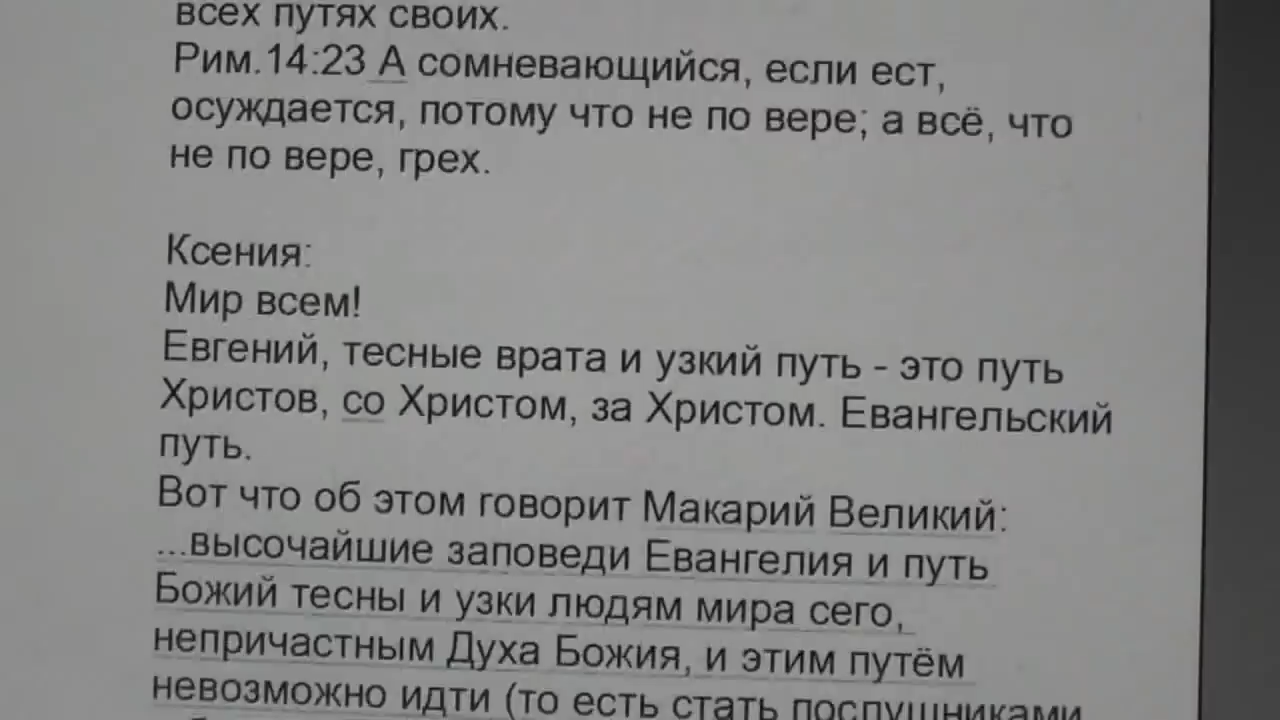 всех путях своих.
Рим.14:23 А сомневающийся, если ест,
осуждается, потому что не по вере; а всё, что
не по вере, грех.
Ксения:
Мир всем!
Евгений, тесные врата и узкий путь - это путь
Христов, со Христом, за Христом. Евангельский
путь.
Вот что об этом говорит Макарий Великий:
...высочайшие заповеди Евангелия и путь
Божий тесны и узки людям мира сего,
непричастным Духа Божия, и этим путём
невозможно идти (то есть стать послушниками